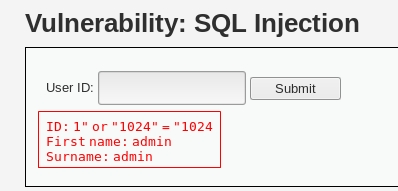 Vulnerability: SQL Injection
User ID:
Submit
ID: 1" or "1024" = "1024
First name: admin
Surname: admin